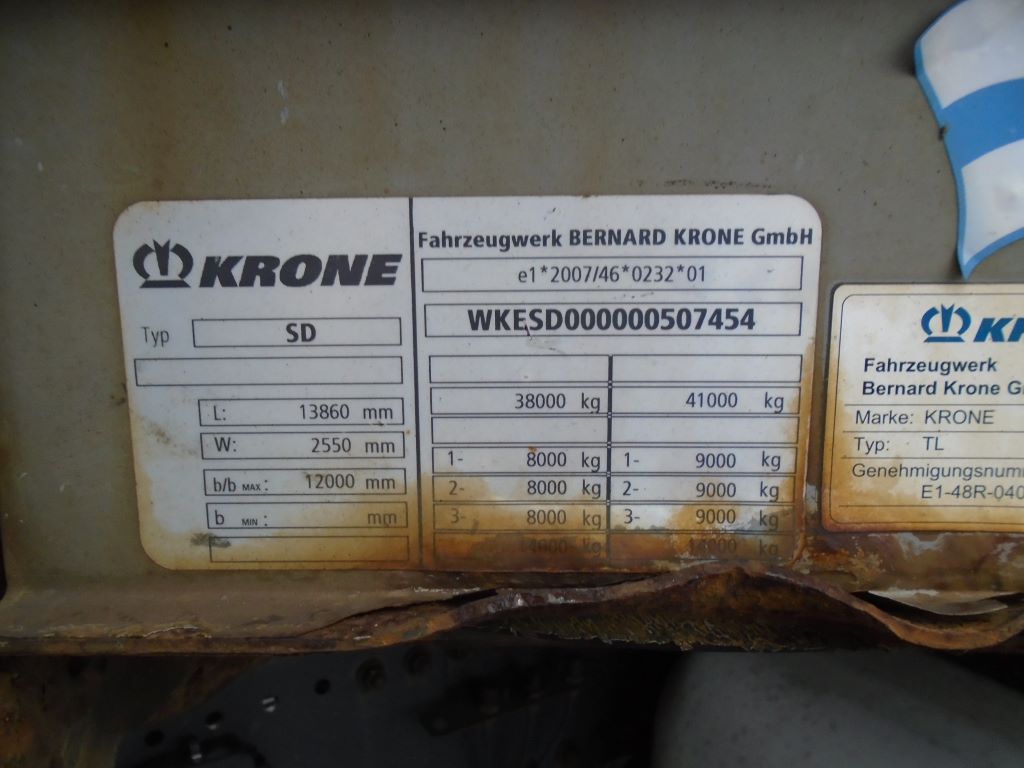 KRONE
Typ SD
L: 13860 mm
W: 2550 mm
b/b MAX: 12000 mm
b MIN: mm
Fahrzeugwerk BERNARD KRONE GmbH
e1*2007/46*0232*01
WKESD000000507454
38000 kg 41000 kg
1- 8000 kg 1- 9000 kg
2- 8000 kg 2- 9000 kg
3- 8000 kg 3- 9000 kg
kg kg
Fahrzeugwerk
Bernard Krone
Marke: KRONE
Typ: TL